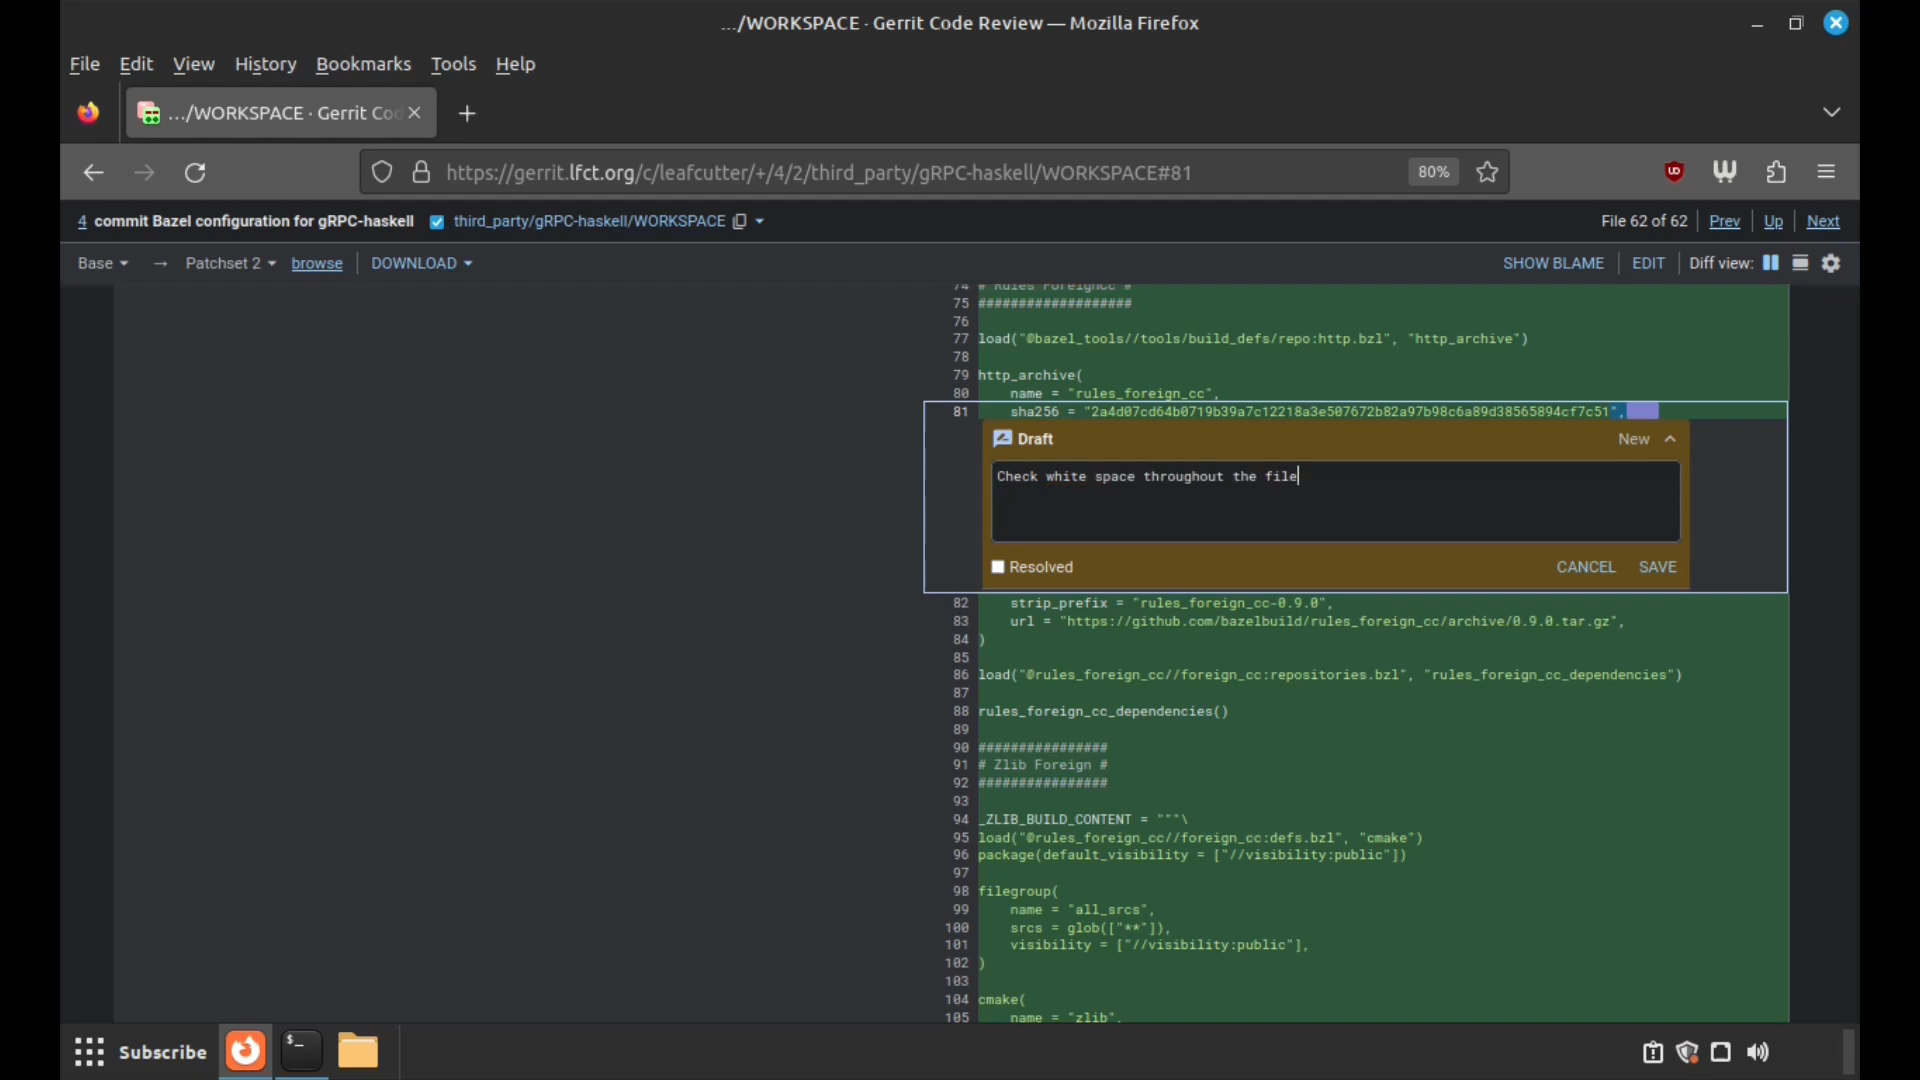 .../WORKSPACE · Gerrit Code Review — Mozilla Firefox
File Edit View History Bookmarks Tools Help
.../WORKSPACE · Gerrit Cod
https://gerrit.lfct.org/c/leafcutter/+/4/2/third_party/gRPC-haskell/WORKSPACE#81 80%
4 commit Bazel configuration for gRPC-haskell third_party/gRPC-haskell/WORKSPACE File 62 of 62 Prev Up Next
Base → Patchset 2 browse DOWNLOAD SHOW BLAME EDIT Diff view:
74 # Rules ForeignCc #
75 ###################
76
77 load("@bazel_tools//tools/build_defs/repo:http.bzl", "http_archive")
78
79 http_archive(
80 name = "rules_foreign_cc",
81 sha256 = "2a4d07cd64b0719b39a7c12218a3e507672b82a97b98c6a89d38565894cf7c51",
Draft New
Check white space throughout the file
Resolved CANCEL SAVE
82 strip_prefix = "rules_foreign_cc-0.9.0",
83 url = "https://github.com/bazelbuild/rules_foreign_cc/archive/0.9.0.tar.gz",
84 )
85
86 load("@rules_foreign_cc//foreign_cc:repositories.bzl", "rules_foreign_cc_dependencies")
87
88 rules_foreign_cc_dependencies()
89
90 ################
91 # Zlib Foreign #
92 ################
93
94 _ZLIB_BUILD_CONTENT = """\
95 load("@rules_foreign_cc//foreign_cc:defs.bzl", "cmake")
96 package(default_visibility = ["//visibility:public"])
97
98 filegroup(
99 name = "all_srcs",
100 srcs = glob(["**"]),
101 visibility = ["//visibility:public"],
102 )
103
104 cmake(
105 name = "zlib",
Subscribe